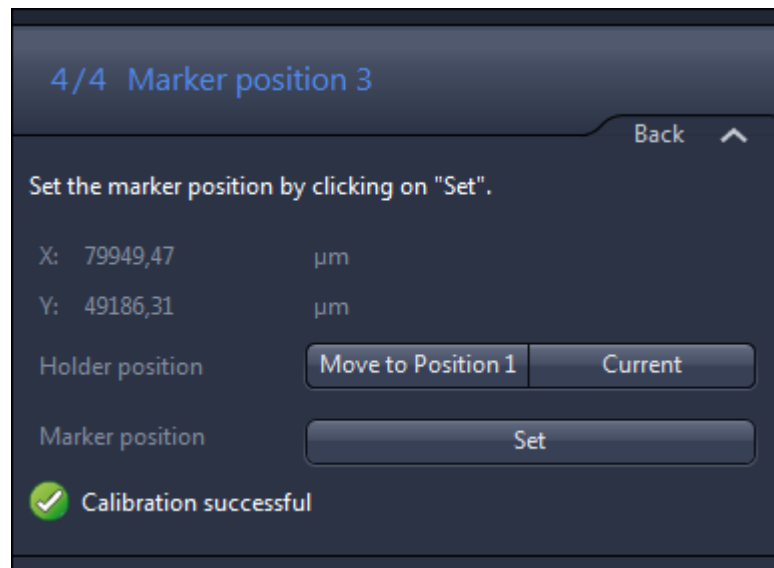 4/4 Marker position 3
Back
Set the marker position by clicking on "Set".
X: 79949,47 µm
Y: 49186,31 µm
Holder position Move to Position 1 Current
Marker position Set
Calibration successful